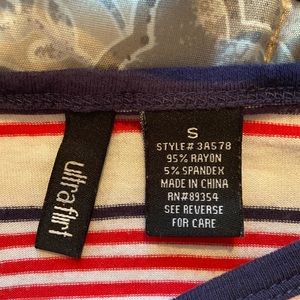 ultra flirt
S
STYLE# 3A578
95% RAYON
5% SPANDEX
MADE IN CHINA
RN#89354
SEE REVERSE
FOR CARE